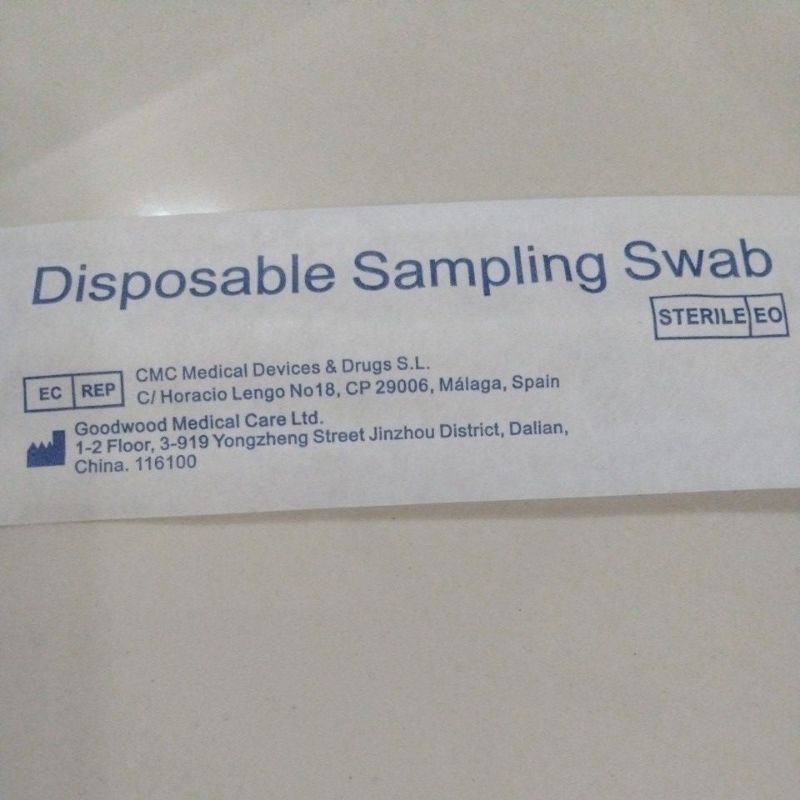 Disposable Sampling Swab
STERILE EO
EC REP
CMC Medical Devices & Drugs S.L.
C/ Horacio Lengo No18, CP 29006, Málaga, Spain
Goodwood Medical Care Ltd.
1-2 Floor, 3-919 Yongzheng Street Jinzhou District, Dalian,
China. 116100